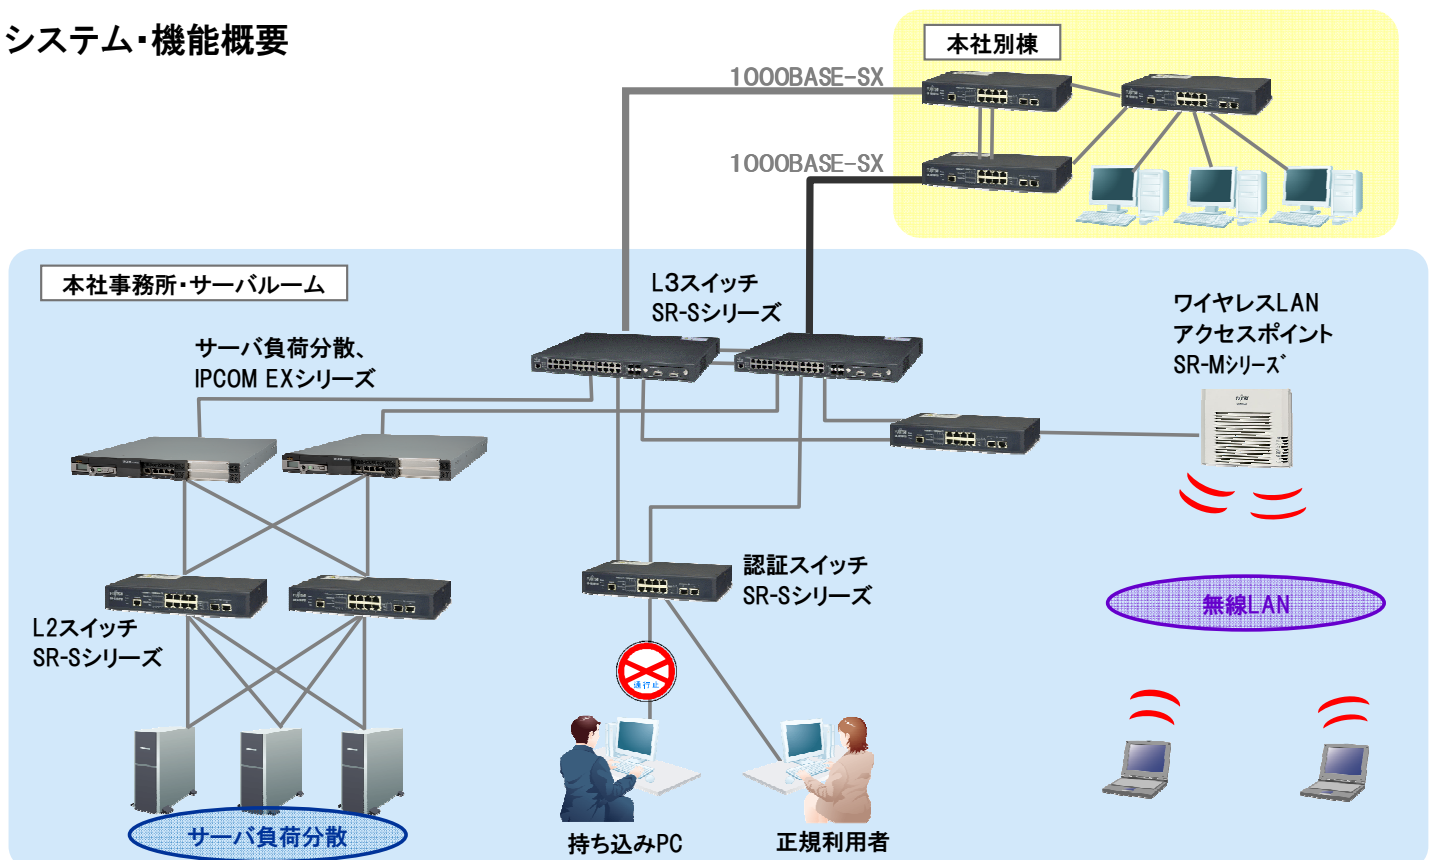 システム・機能概要
本社別棟
1000BASE-SX
1000BASE-SX
本社事務所・サーバルーム
L3スイッチ
SR-Sシリーズ
ワイヤレスLAN
アクセスポイント
SR-Mシリーズ
サーバ負荷分散、
IPCOM EXシリーズ
認証スイッチ
SR-Sシリーズ
無線LAN
L2スイッチ
SR-Sシリーズ
通行止
サーバ負荷分散
持ち込みPC
正規利用者